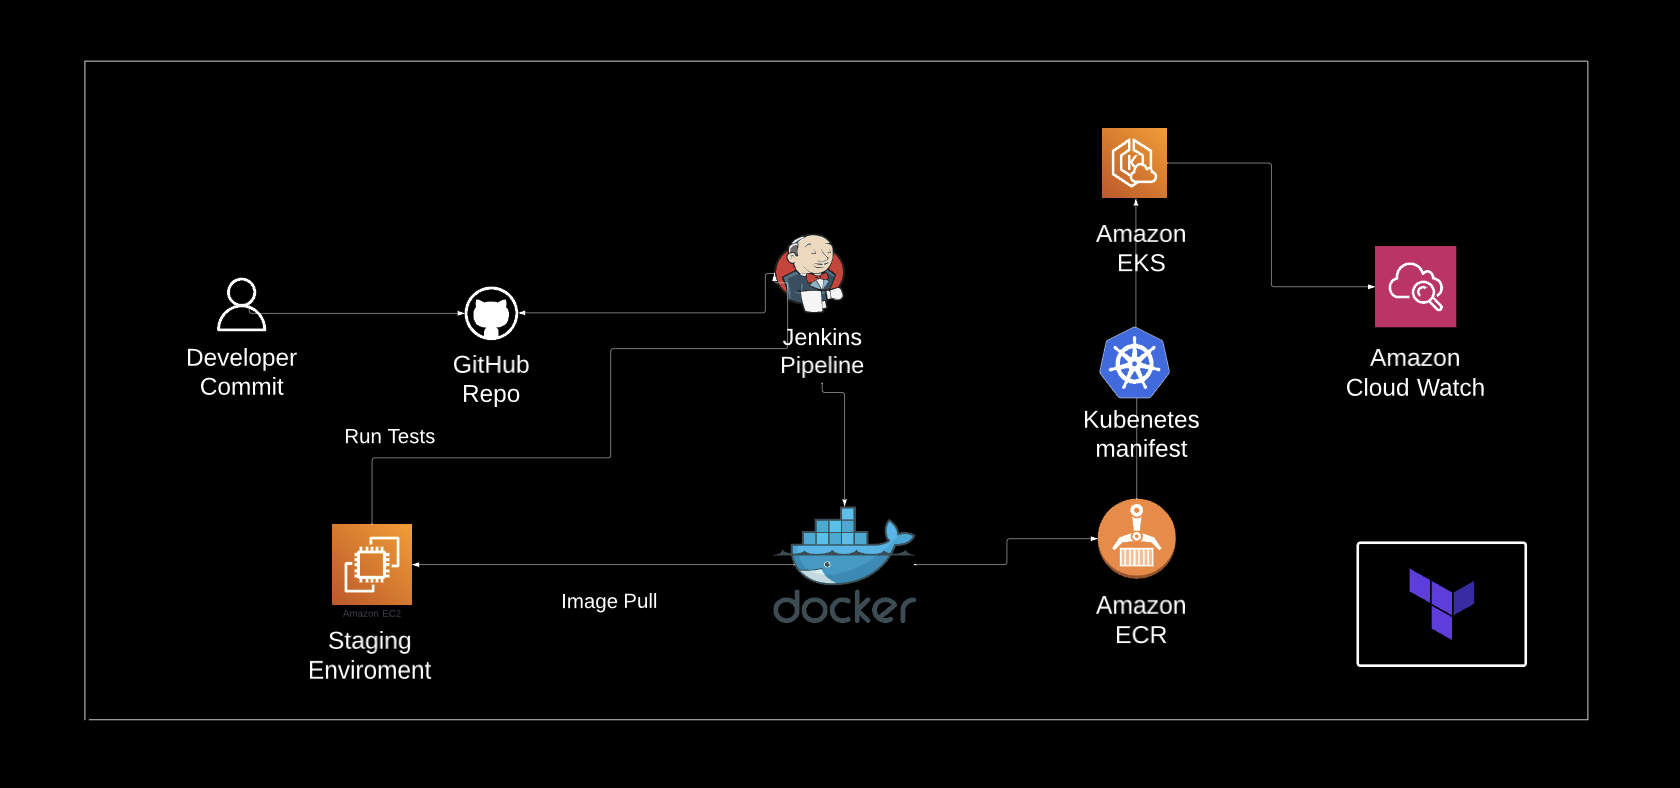 Amazon
EKS
Developer
Commit
GitHub
Repo
Jenkins
Pipeline
Amazon
Cloud Watch
Run Tests
Kubenetes
manifest
Image Pull
docker
Amazon EC2
Staging
Enviroment
Amazon
ECR